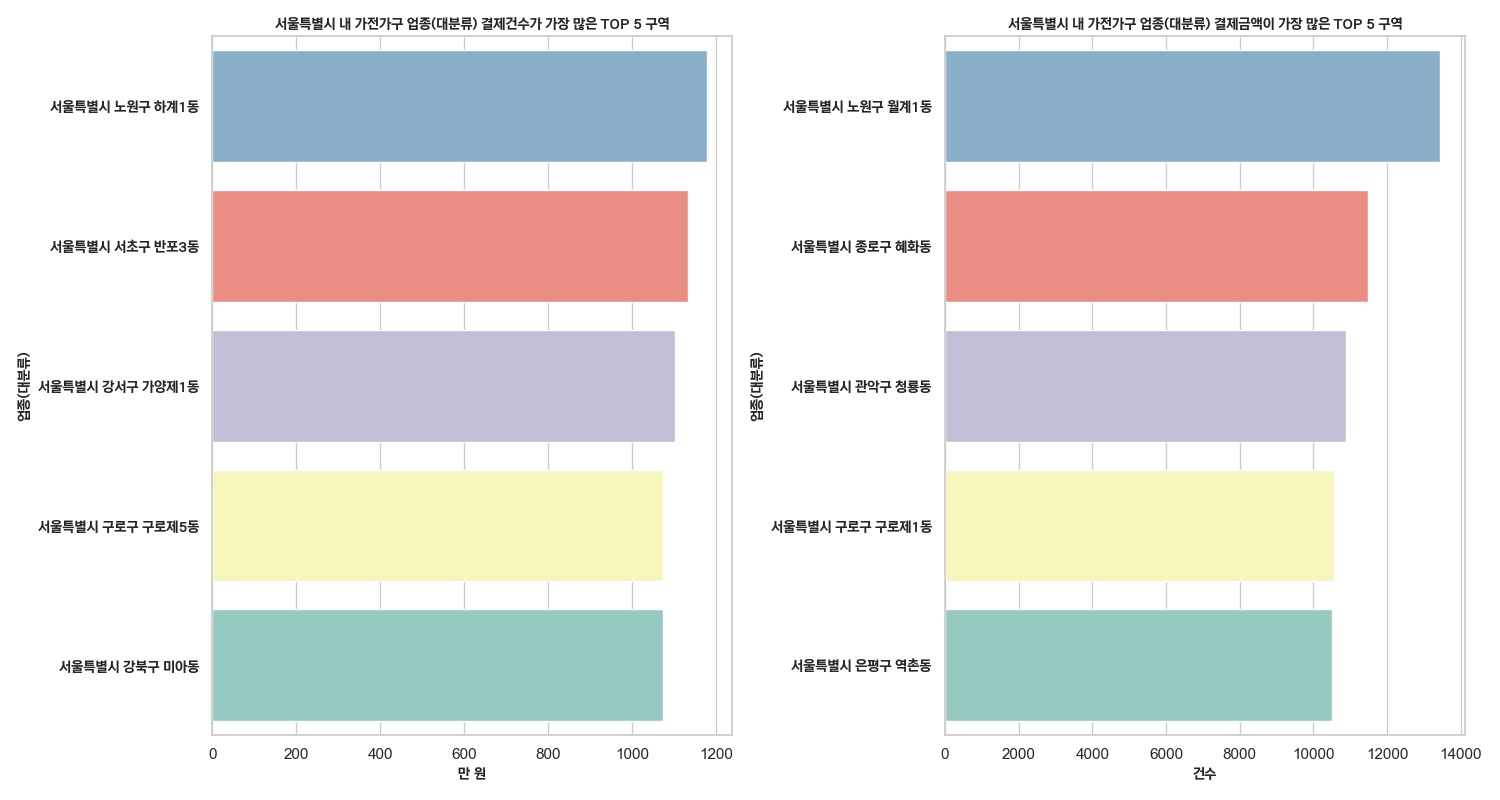 서울특별시 내 가전가구 업종(대분류) 결제건수가 가장 많은 TOP 5 구역
업종(대분류)
서울특별시 노원구 하계1동
서울특별시 서초구 반포3동
서울특별시 강서구 가양제1동
서울특별시 구로구 구로제5동
서울특별시 강북구 미아동
0 200 400 600 800 1000 1200
만 원
서울특별시 내 가전가구 업종(대분류) 결제금액이 가장 많은 TOP 5 구역
업종(대분류)
서울특별시 노원구 월계1동
서울특별시 종로구 혜화동
서울특별시 관악구 청룡동
서울특별시 구로구 구로제1동
서울특별시 은평구 역촌동
0 2000 4000 6000 8000 10000 12000 14000
건수